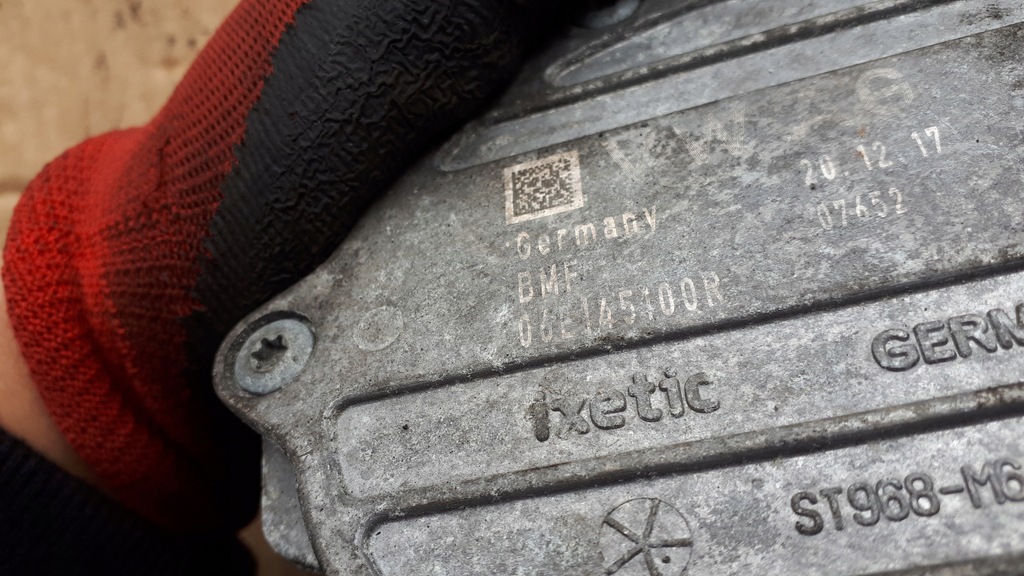 20.12.17
07652
Germany
BMF
06E145100R
ixetic
GERM
ST968-M6